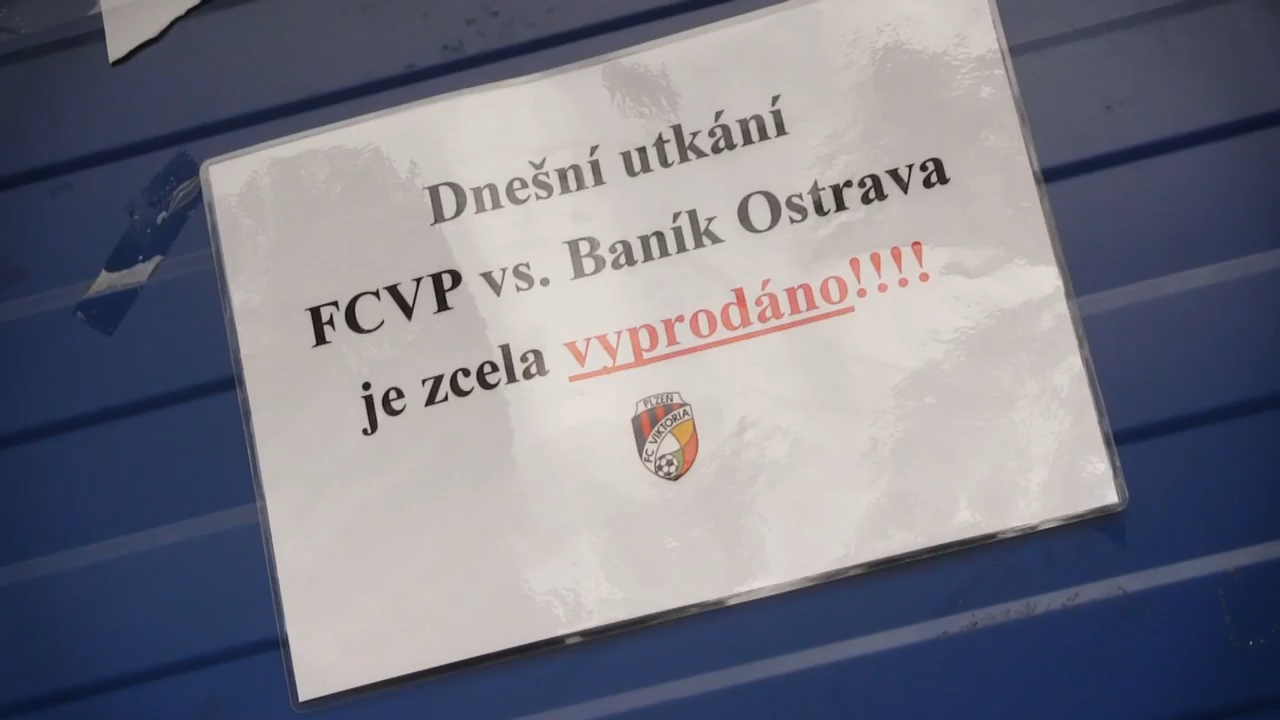 Dnešní utkání
FCVP vs. Baník Ostrava
je zcela vyprodáno!!!!
PLZEŇ
FC VIKTORIA